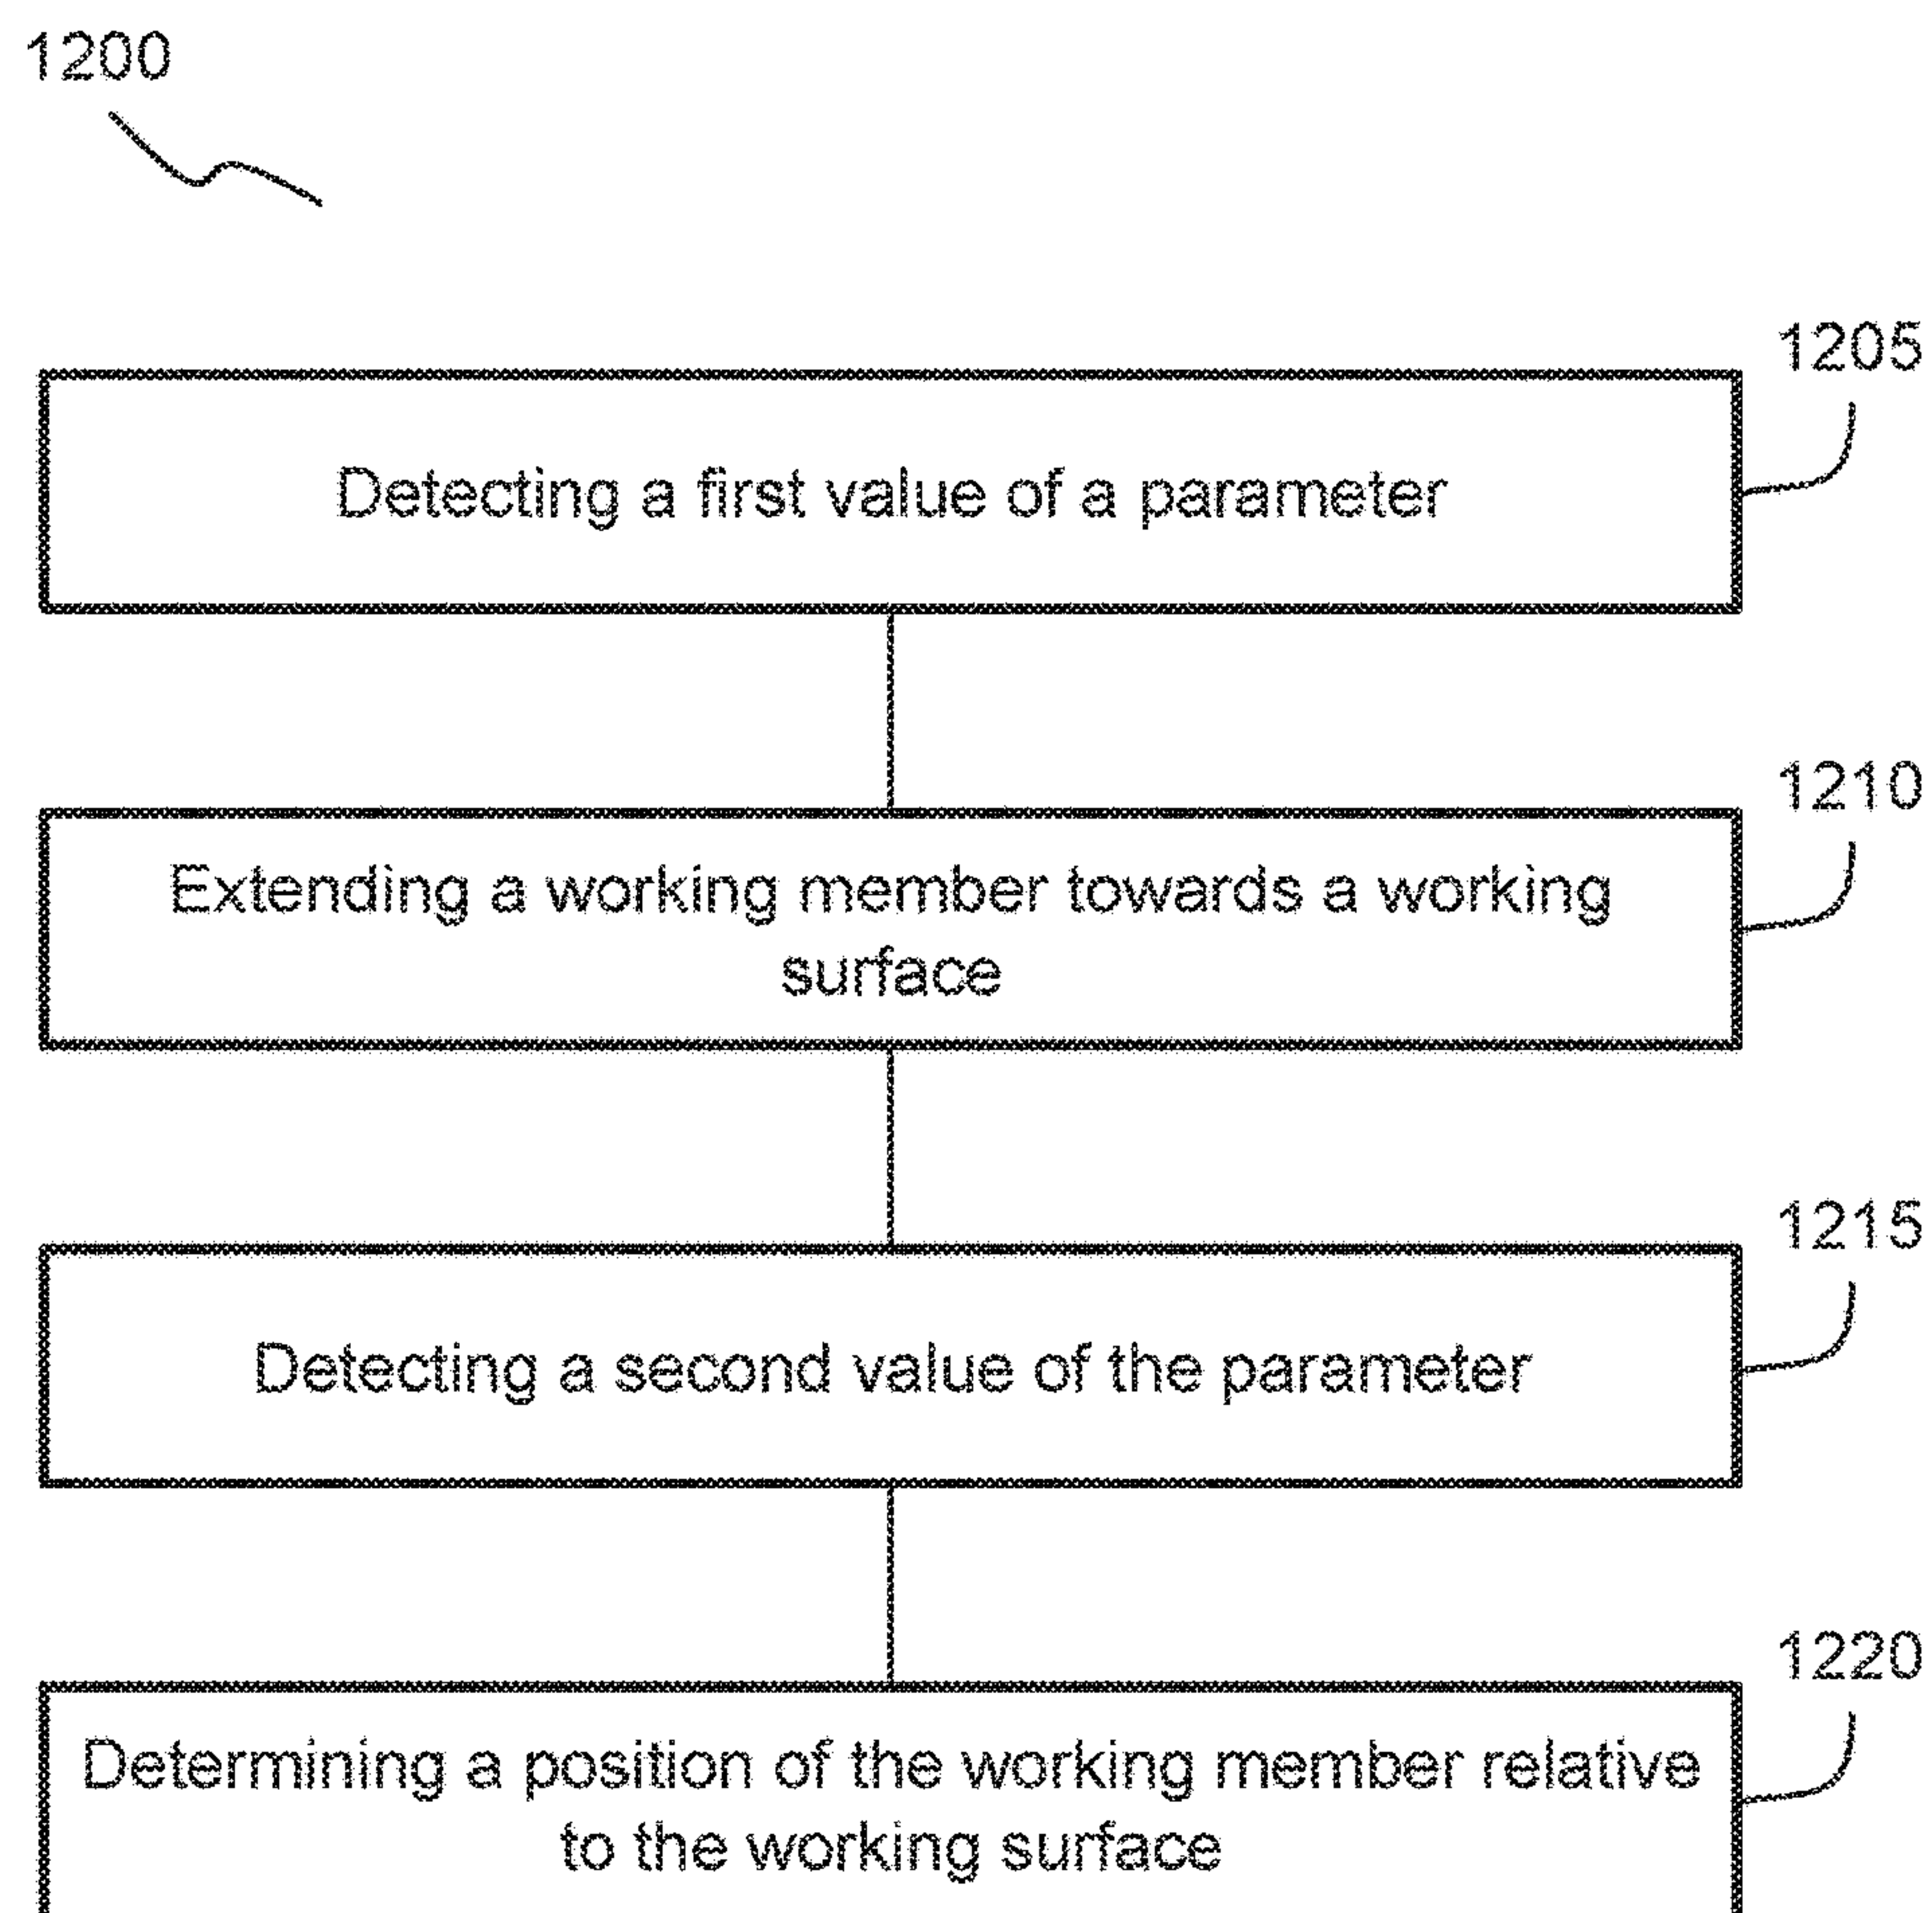 1200
1205
Detecting a first value of a parameter
1210
Extending a working member towards a working
surface
1215
Detecting a second value of the parameter
1220
Determining a position of the working member relative
to the working surface